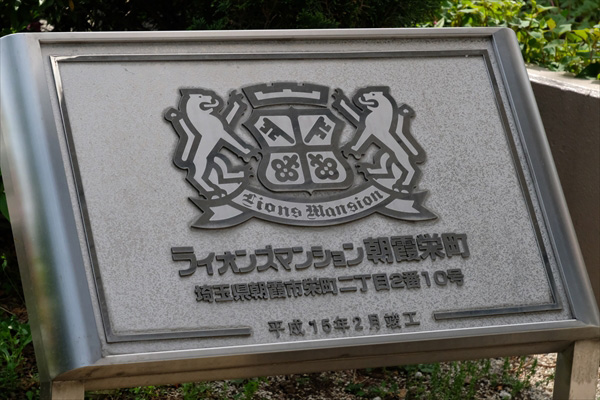 Lions Mansion
ライオンズマンション朝霞栄町
埼玉県朝霞市栄町二丁目2番10号
平成15年2月竣工